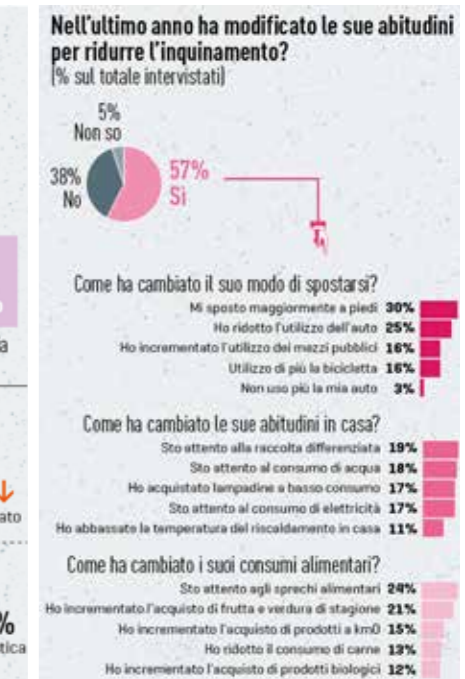 Nell'ultimo anno ha modificato le sue abitudini
per ridurre l'inquinamento?
(% sul totale intervistati)
5%
Non so
38%
No
57%
Sì
Come ha cambiato il suo modo di spostarsi?
Mi sposto maggiormente a piedi 30%
Ho ridotto l'utilizzo dell'auto 25%
Ho incrementato l'utilizzo dei mezzi pubblici 16%
Utilizzo di più la bicicletta 16%
Non uso più la mia auto 3%
Come ha cambiato le sue abitudini in casa?
Sto attento alla raccolta differenziata 19%
Sto attento al consumo di acqua 18%
Ho acquistato lampadine a basso consumo 17%
Sto attento al consumo di elettricità 17%
Ho abbassato la temperatura del riscaldamento in casa 11%
Come ha cambiato i suoi consumi alimentari?
Sto attento agli sprechi alimentari 24%
Ho incrementato l'acquisto di frutta e verdura di stagione 21%
Ho incrementato l'acquisto di prodotti a km0 15%
Ho ridotto il consumo di carne 13%
Ho incrementato l'acquisto di prodotti biologici 12%
a
ato
%
tica